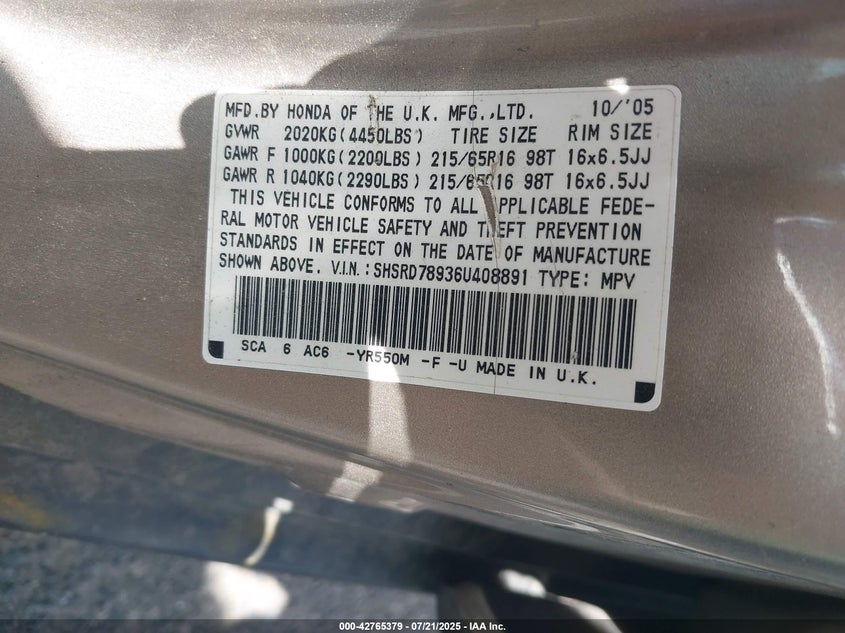 MFD.BY HONDA OF THE U.K. MFG.,LTD. 10/'05
GVWR 2020KG(4450LBS) TIRE SIZE RIM SIZE
GAWR F 1000KG(2200LBS) 215/65R16 98T 16x6.5JJ
GAWR R 1040KG(2290LBS) 215/65R16 98T 16x6.5JJ
THIS VEHICLE CONFORMS TO ALL APPLICABLE FEDE-
RAL MOTOR VEHICLE SAFETY AND THEFT PREVENTION
STANDARDS IN EFFECT ON THE DATE OF MANUFACTURE
SHOWN ABOVE. V.I.N.:SHSRD78936U408891 TYPE: MPV
SCA 6 AC6 -YR550M -F -U MADE IN U.K.
000-42765379 - 07/21/2025 - IAA Inc.